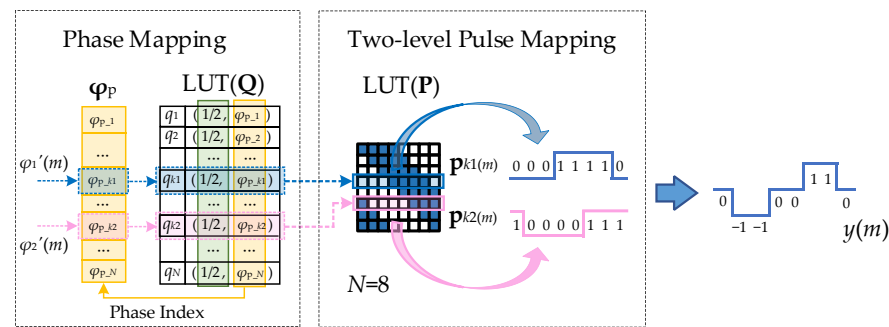 Phase Mapping
Two-level Pulse Mapping
φp
LUT(Q)
LUT(P)
φp_1
...
φp_k1
...
φp_k2
...
φp_N
q1 (1/2, φp_1)
q2 (1/2, φp_2)
... ... ...
qk1 (1/2, φp_k1)
... ...
qk2 (1/2, φp_k2)
... ...
qN (1/2, φp_N)
φ1′(m)
φ2′(m)
Phase Index
N=8
pk1(m)
0 0 0 1 1 1 1 0
pk2(m)
1 0 0 0 0 1 1 1
0 −1 −1 0 0 1 1 0
y(m)